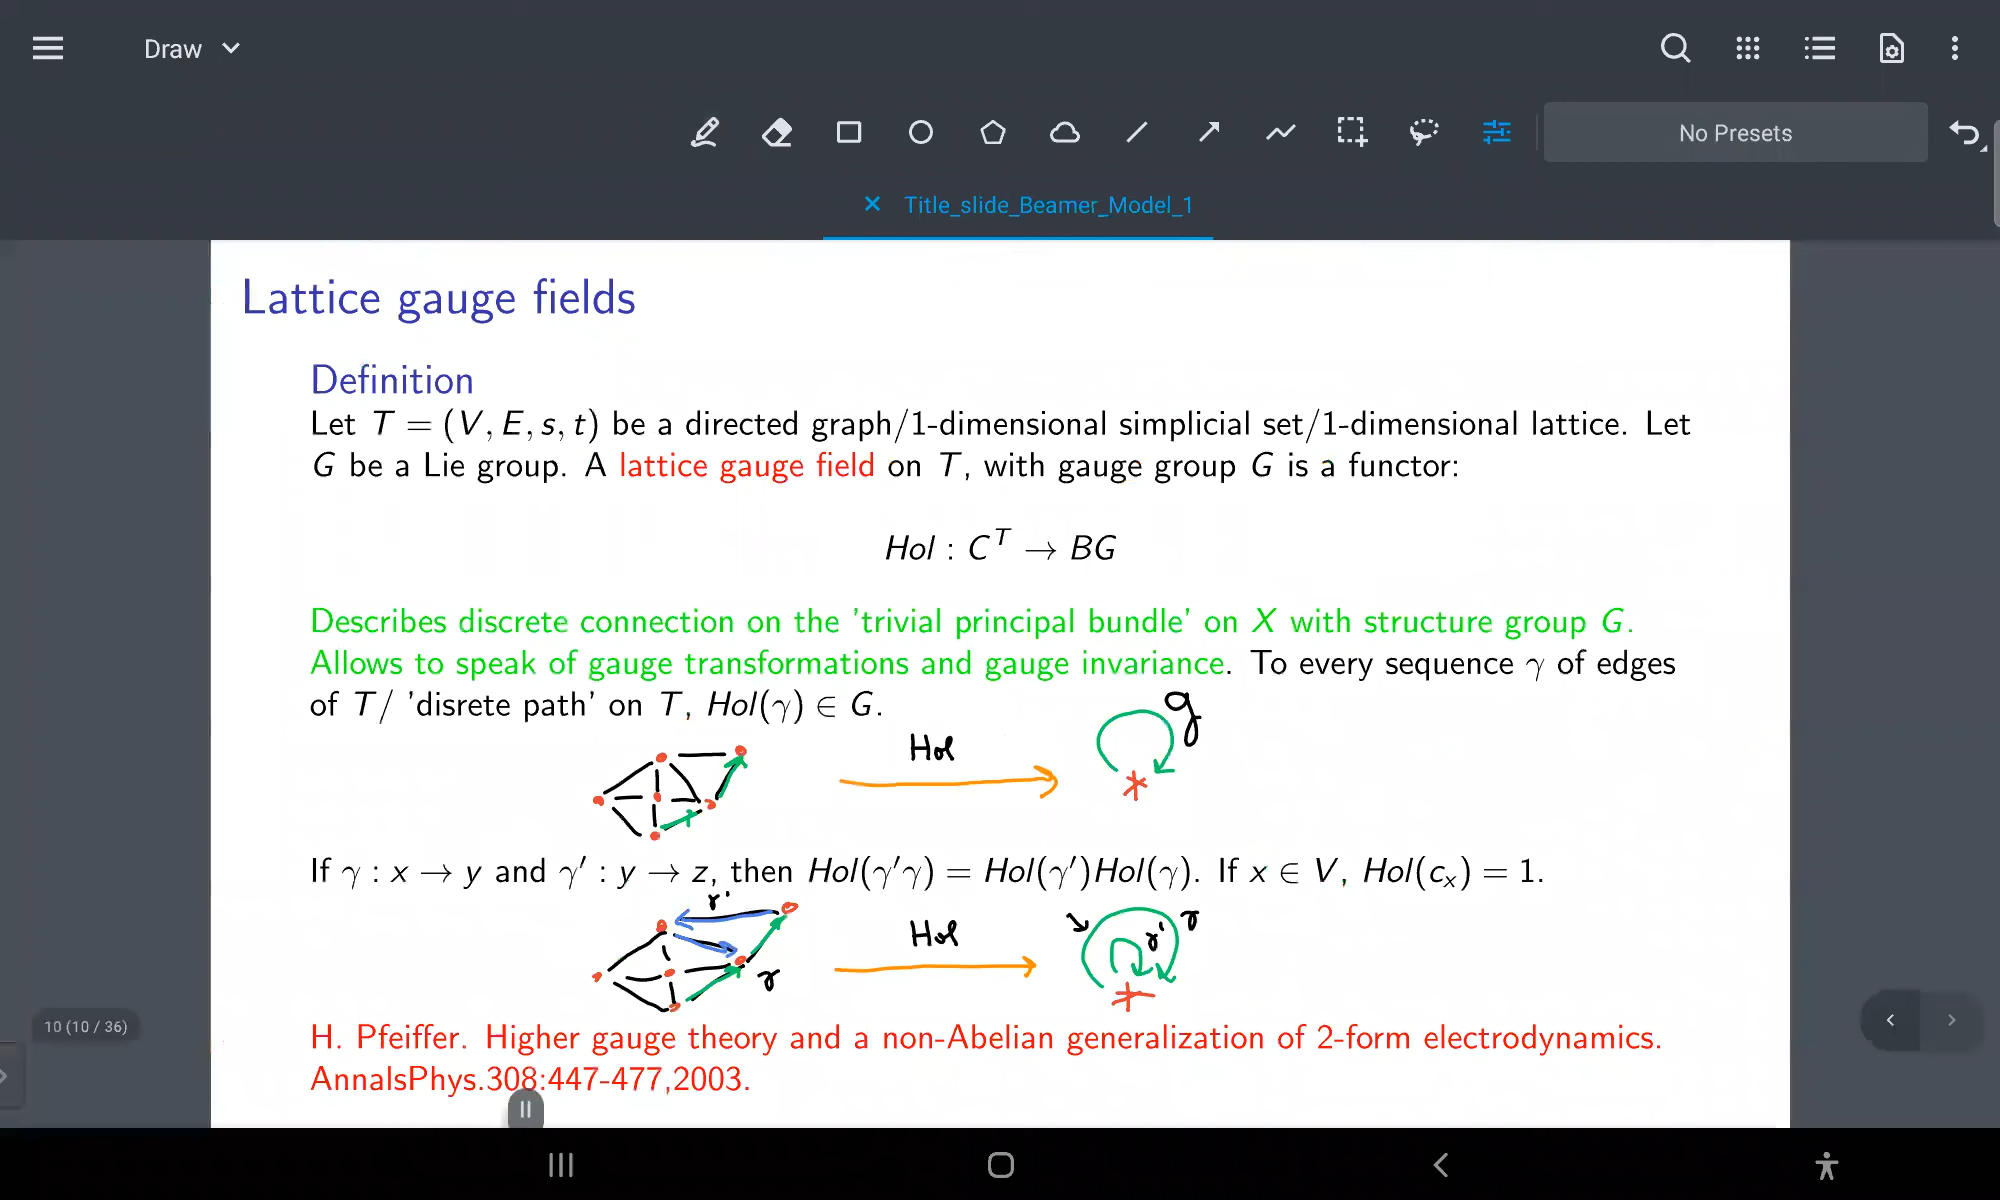 Draw
No Presets
Title_slide_Beamer_Model_1
Lattice gauge fields
Definition
Let T = (V, E, s, t) be a directed graph/1-dimensional simplicial set/1-dimensional lattice. Let
G be a Lie group. A lattice gauge field on T, with gauge group G is a functor:
Hol : C^T → BG
Describes discrete connection on the 'trivial principal bundle' on X with structure group G.
Allows to speak of gauge transformations and gauge invariance. To every sequence γ of edges
of T/ 'disrete path' on T, Hol(γ) ∈ G.
Hol
g
*
If γ : x → y and γ′ : y → z, then Hol(γ′γ) = Hol(γ′)Hol(γ). If x ∈ V, Hol(c_x) = 1.
γ'
γ
Hol
γ'
γ
*
10 (10 / 36)
H. Pfeiffer. Higher gauge theory and a non-Abelian generalization of 2-form electrodynamics.
AnnalsPhys.308:447-477,2003.